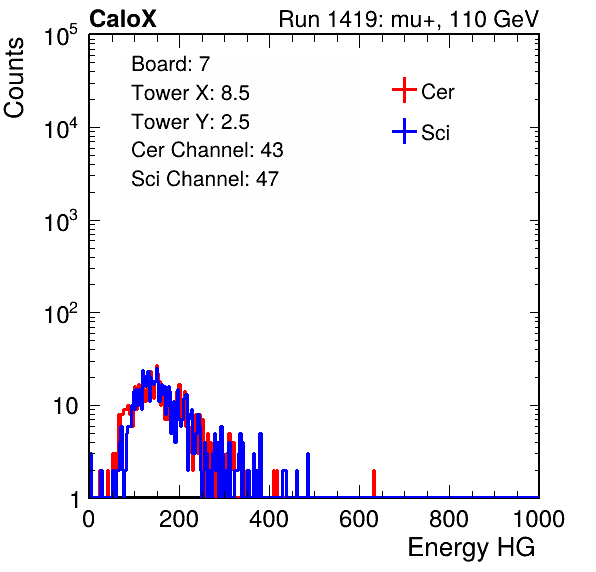 CaloX Run 1419: mu+, 110 GeV
Counts
10^5
10^4
10^3
10^2
10
1
Board: 7
Tower X: 8.5
Tower Y: 2.5
Cer Channel: 43
Sci Channel: 47
Cer
Sci
0 200 400 600 800 1000
Energy HG